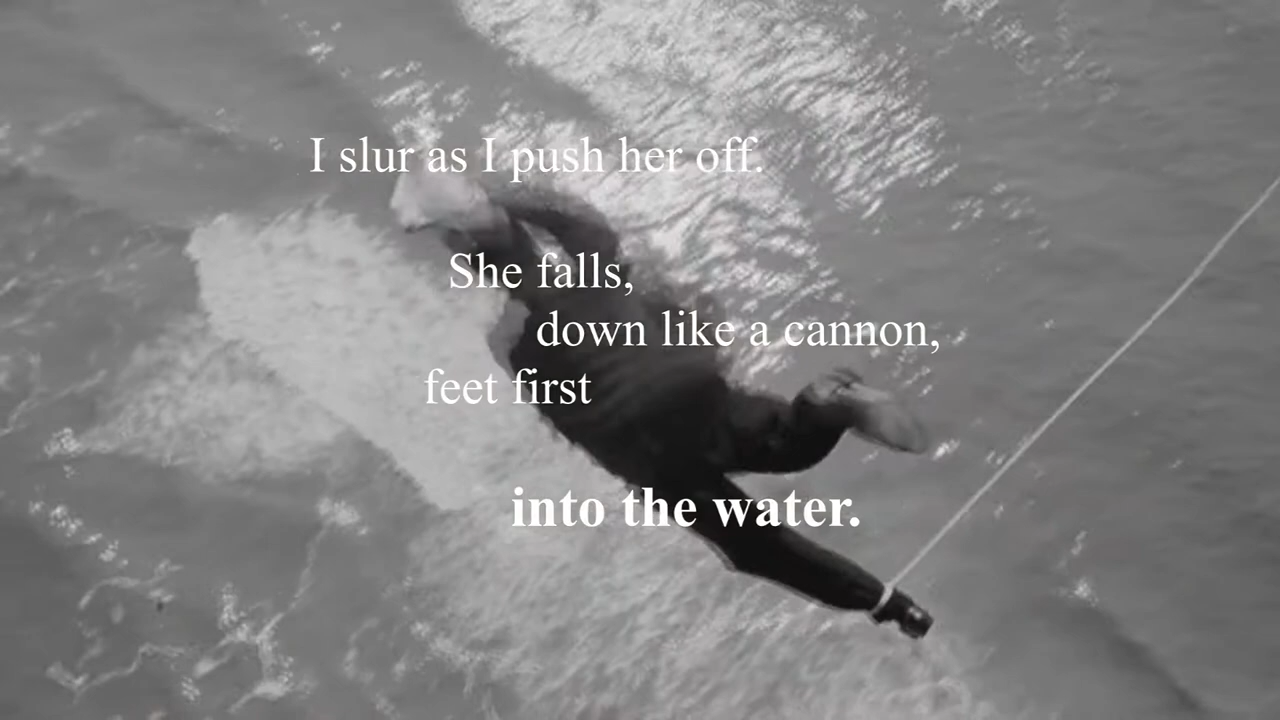 I slur as I push her off.
She falls,
down like a cannon,
feet first
into the water.